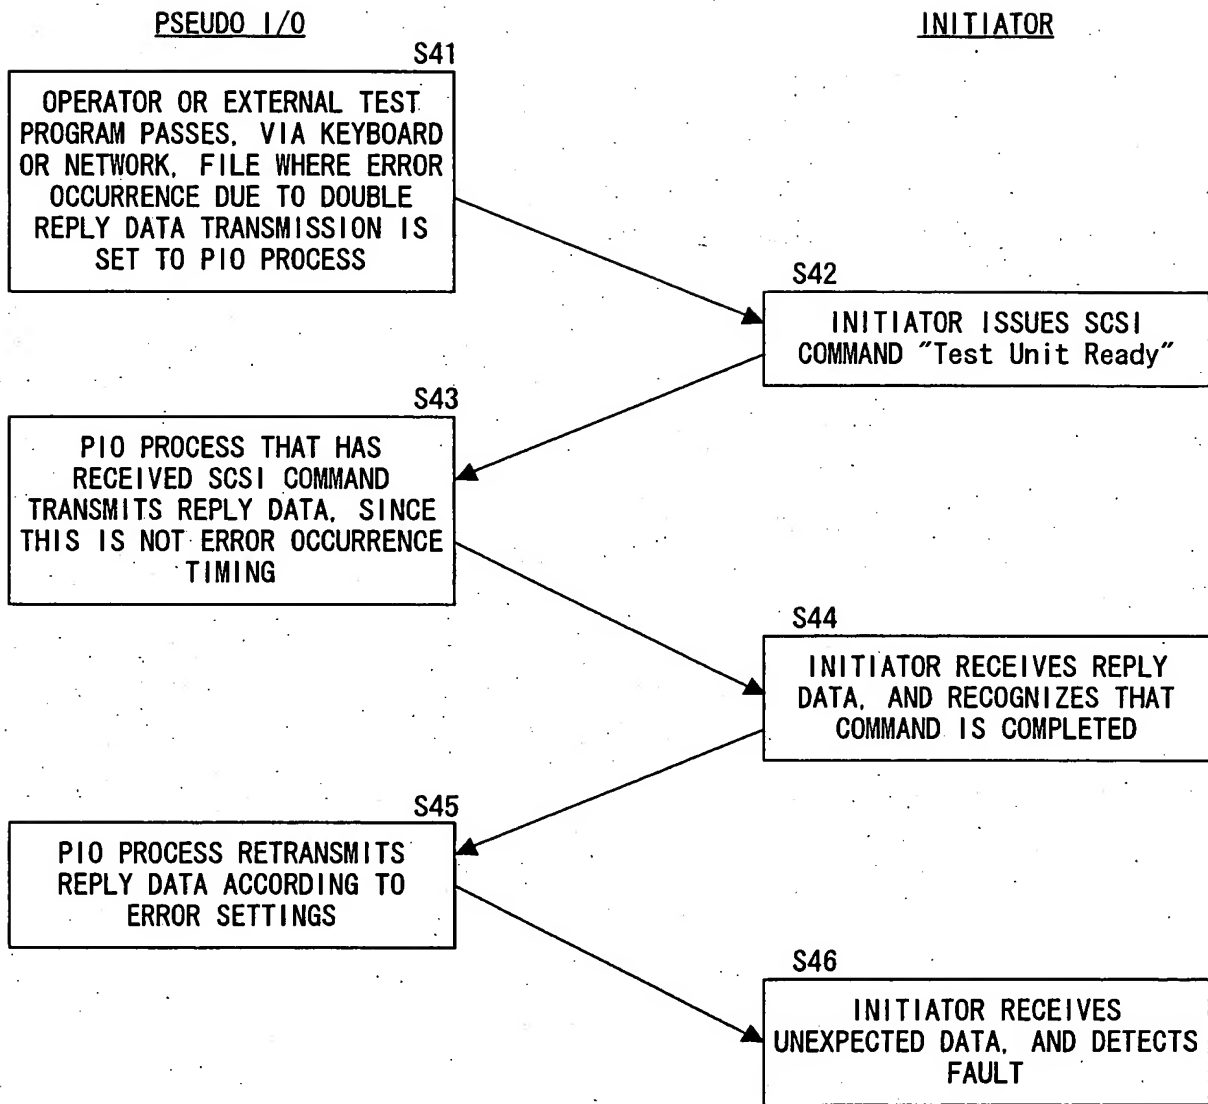 PSEUDO I/O
INITIATOR
S41
OPERATOR OR EXTERNAL TEST
PROGRAM PASSES, VIA KEYBOARD
OR NETWORK, FILE WHERE ERROR
OCCURRENCE DUE TO DOUBLE
REPLY DATA TRANSMISSION IS
SET TO PIO PROCESS
S42
INITIATOR ISSUES SCSI
COMMAND "Test Unit Ready"
S43
PIO PROCESS THAT HAS
RECEIVED SCSI COMMAND
TRANSMITS REPLY DATA, SINCE
THIS IS NOT ERROR OCCURRENCE
TIMING
S44
INITIATOR RECEIVES REPLY
DATA, AND RECOGNIZES THAT
COMMAND IS COMPLETED
S45
PIO PROCESS RETRANSMITS
REPLY DATA ACCORDING TO
ERROR SETTINGS
S46
INITIATOR RECEIVES
UNEXPECTED DATA, AND DETECTS
FAULT